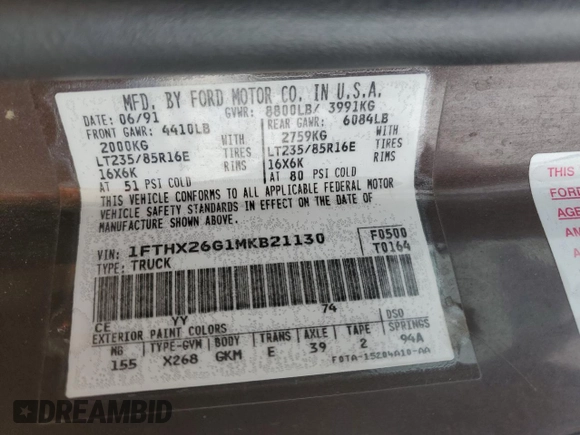 MFD. BY FORD MOTOR CO. IN U.S.A.
DATE: 06/91 GVWR: 8800LB/ 3991KG
FRONT GAWR: 4410LB REAR GAWR: 6084LB
2000KG WITH 2759KG WITH
LT235/85R16E TIRES LT235/85R16E TIRES
16X6K RIMS 16X6K RIMS
AT 51 PSI COLD AT 80 PSI COLD
THIS VEHICLE CONFORMS TO ALL APPLICABLE FEDERAL MOTOR
VEHICLE SAFETY STANDARDS IN EFFECT ON THE DATE OF
MANUFACTURE SHOWN ABOVE.
VIN: 1FTHX26G1MKB21130 F0500
TYPE: TRUCK T0164
CE YY 74
EXTERIOR PAINT COLORS DSO
WB TYPE-GVM BODY TRANS AXLE TAPE SPRINGS
155 X268 GKM E 39 2 94A
F0TA-15204A10-AA
THIS
FORD
AGE
AUT
DREAMBID